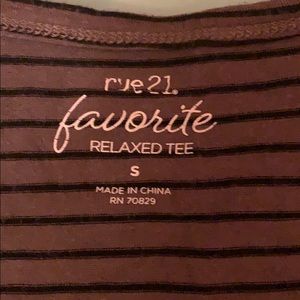 rue21.
favorite
RELAXED TEE
S
MADE IN CHINA
RN 70829